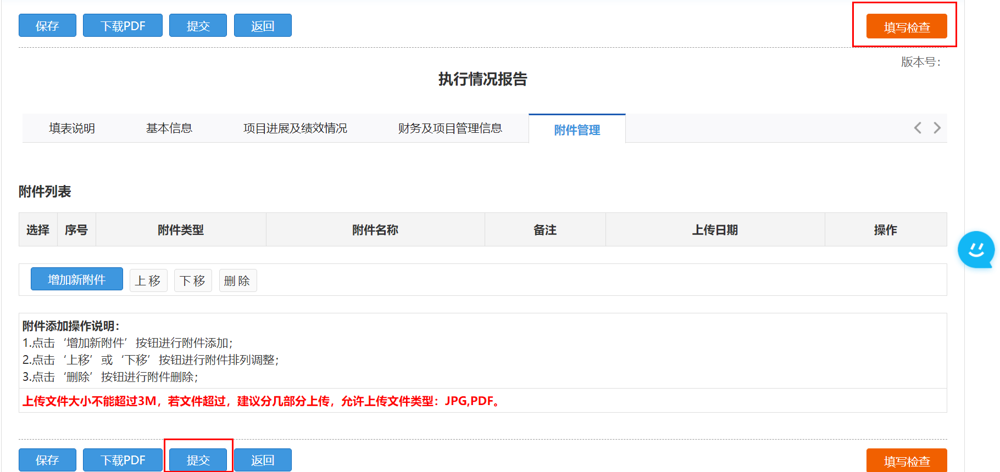 保存 下载PDF 提交 返回 填写检查
版本号：
执行情况报告
填表说明 基本信息 项目进展及绩效情况 财务及项目管理信息 附件管理
附件列表
选择 序号 附件类型 附件名称 备注 上传日期 操作
增加新附件 上移 下移 删除
附件添加操作说明：
1.点击‘增加新附件’按钮进行附件添加；
2.点击‘上移’或‘下移’按钮进行附件排列调整；
3.点击‘删除’按钮进行附件删除；
上传文件大小不能超过3M，若文件超过，建议分几部分上传，允许上传文件类型：JPG,PDF。
保存 下载PDF 提交 返回 填写检查